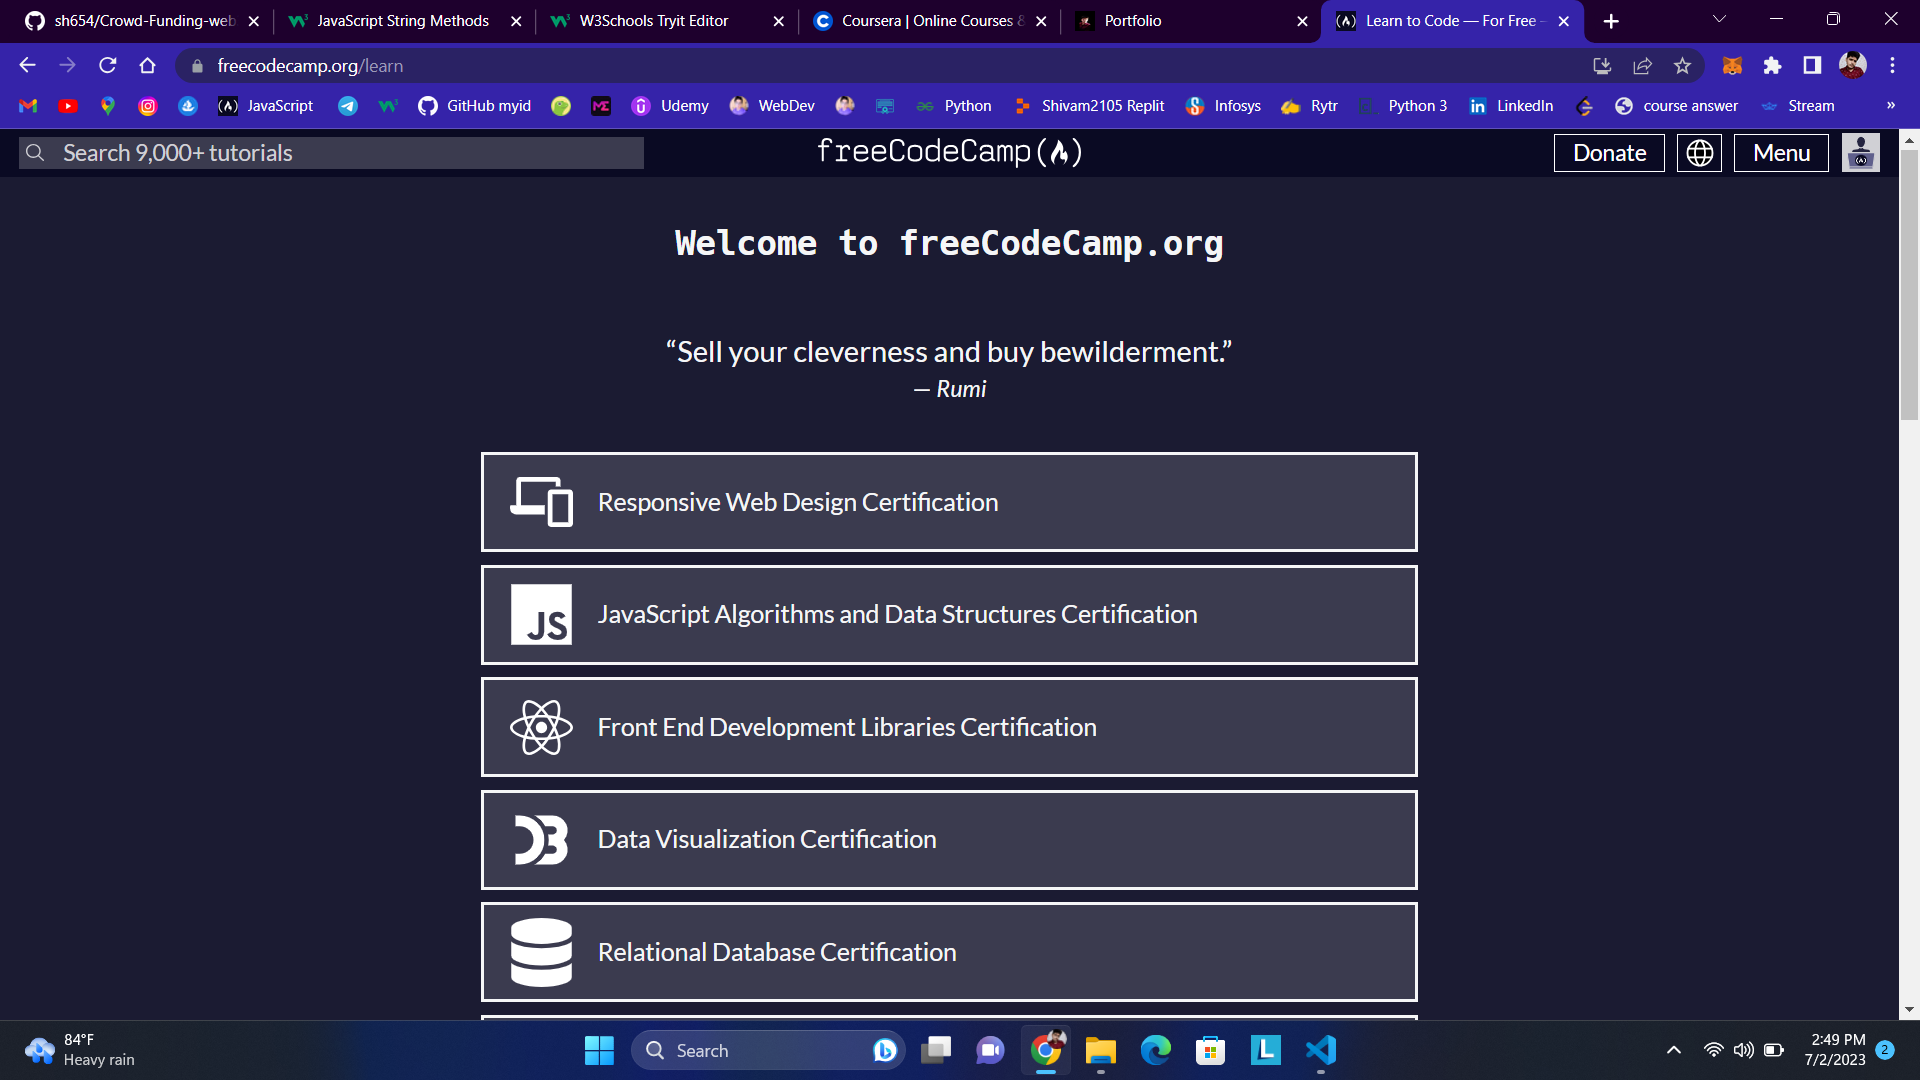 sh654/Crowd-Funding-web
JavaScript String Methods
W3Schools Tryit Editor
Coursera | Online Courses &
Portfolio
Learn to Code — For Free –
freecodecamp.org/learn
JavaScript
GitHub myid
Udemy
WebDev
Python
Shivam2105 Replit
Infosys
Rytr
Python 3
LinkedIn
course answer
Stream
»
Search 9,000+ tutorials
freeCodeCamp(🔥)
Donate
Menu
Welcome to freeCodeCamp.org
“Sell your cleverness and buy bewilderment.”
— Rumi
Responsive Web Design Certification
JS
JavaScript Algorithms and Data Structures Certification
Front End Development Libraries Certification
D3
Data Visualization Certification
Relational Database Certification
84°F
Heavy rain
Search
L
2:49 PM
7/2/2023
2